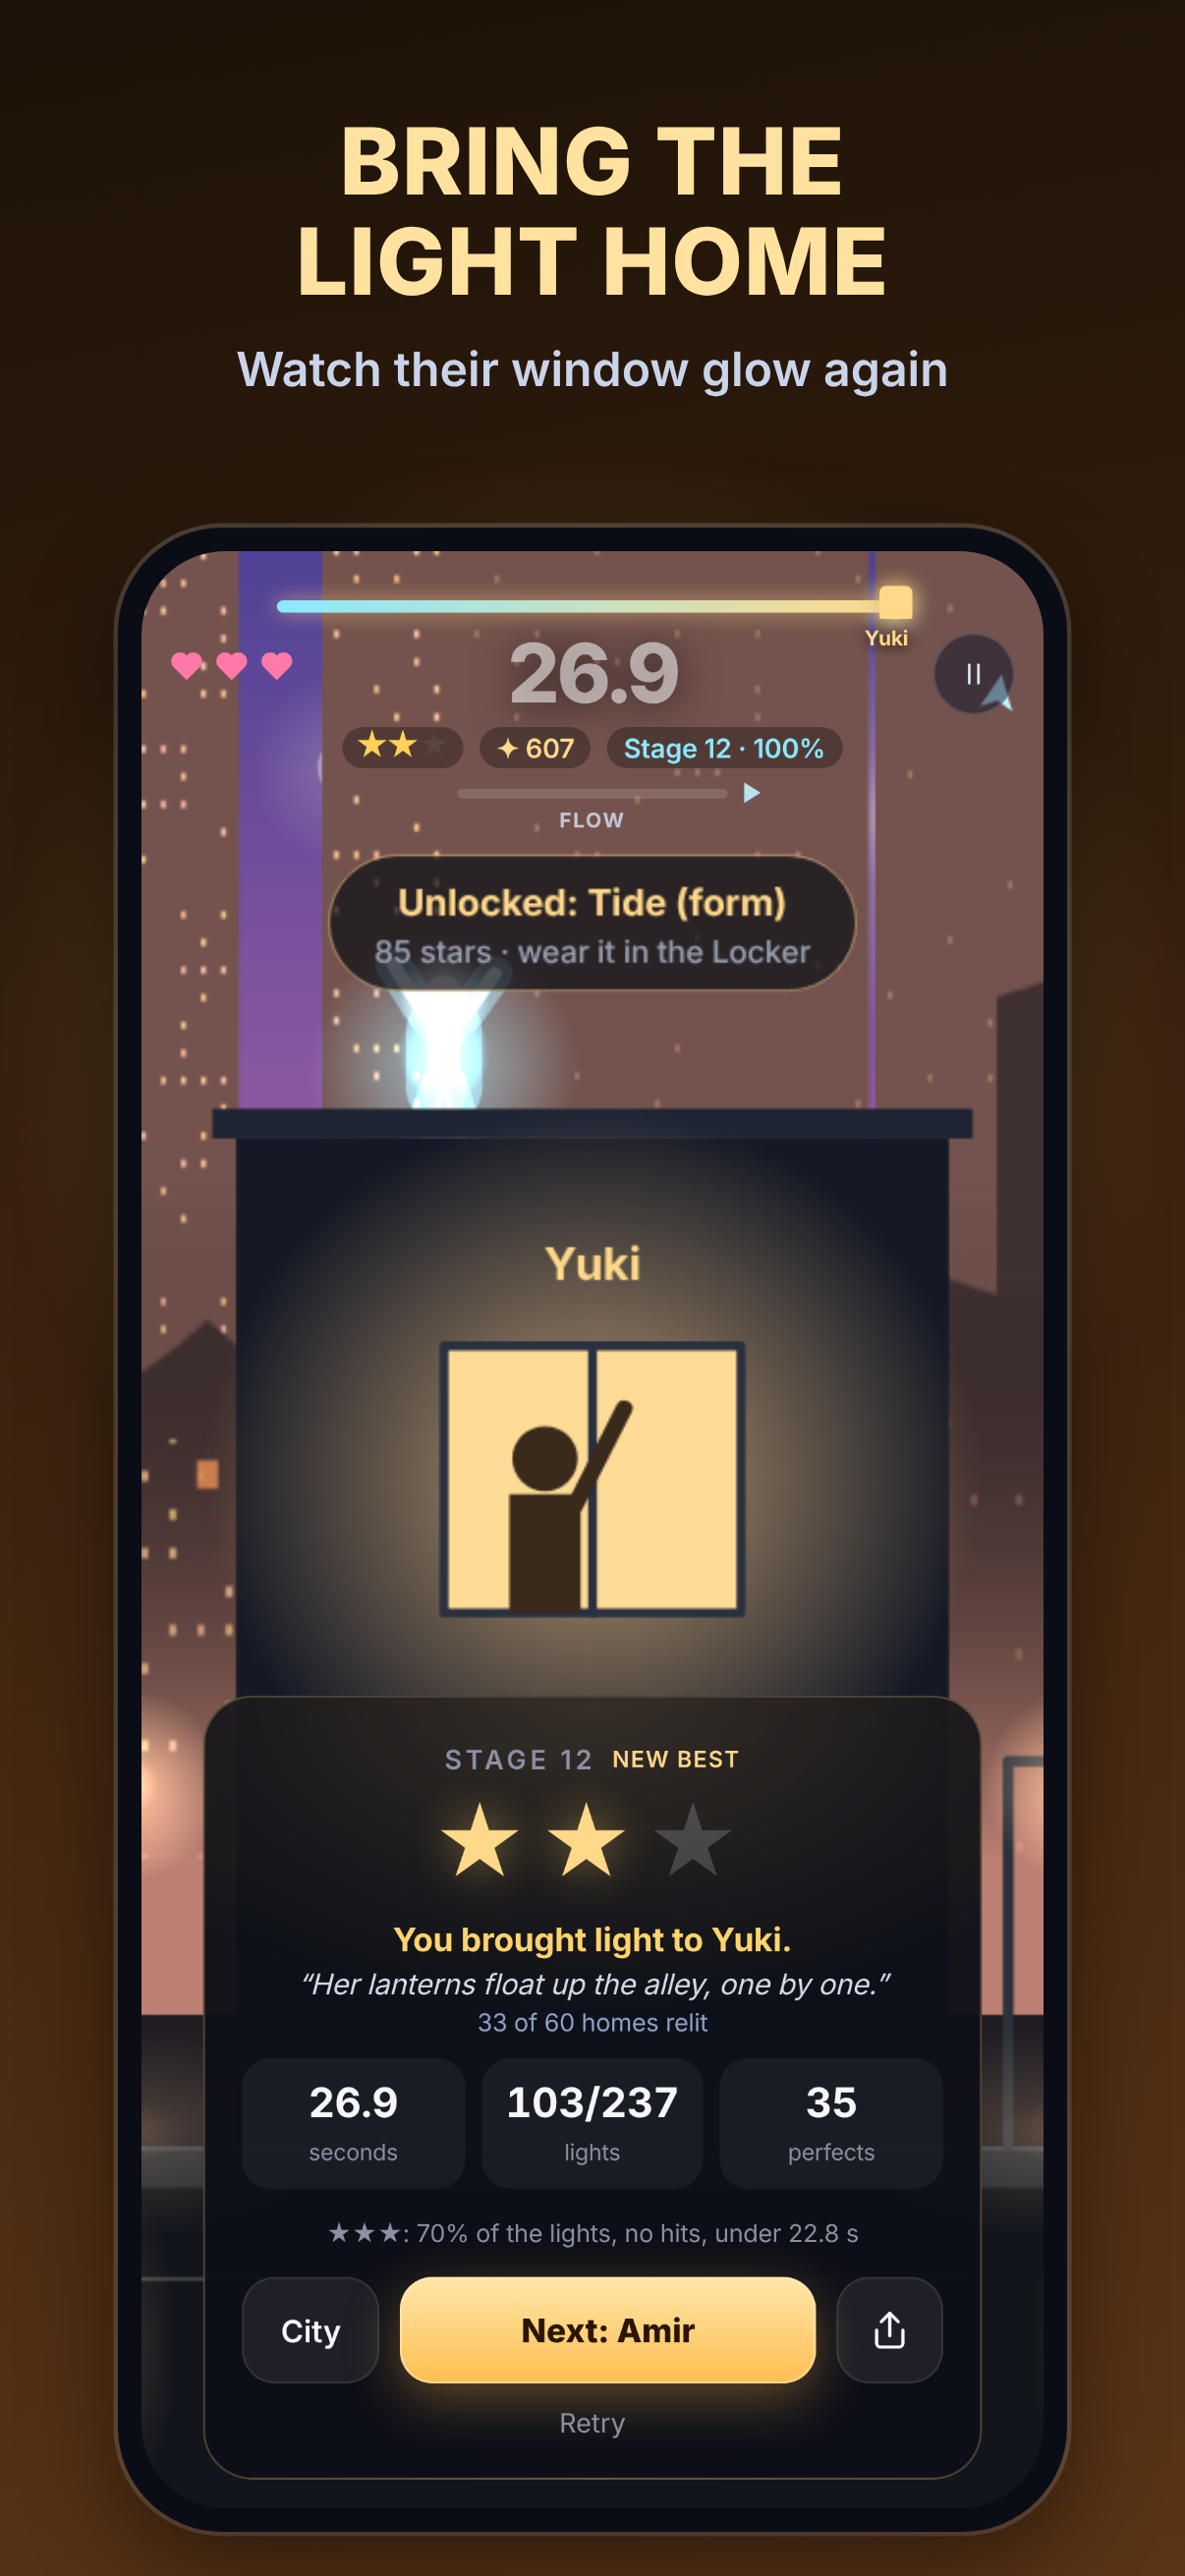 BRING THE
LIGHT HOME
Watch their window glow again
Yuki
26.9
★★★ ✦ 607 Stage 12 · 100%
FLOW
Unlocked: Tide (form)
85 stars · wear it in the Locker
Yuki
STAGE 12 NEW BEST
You brought light to Yuki.
“Her lanterns float up the alley, one by one.”
33 of 60 homes relit
26.9 103/237 35
seconds lights perfects
★★★: 70% of the lights, no hits, under 22.8 s
City Next: Amir
Retry